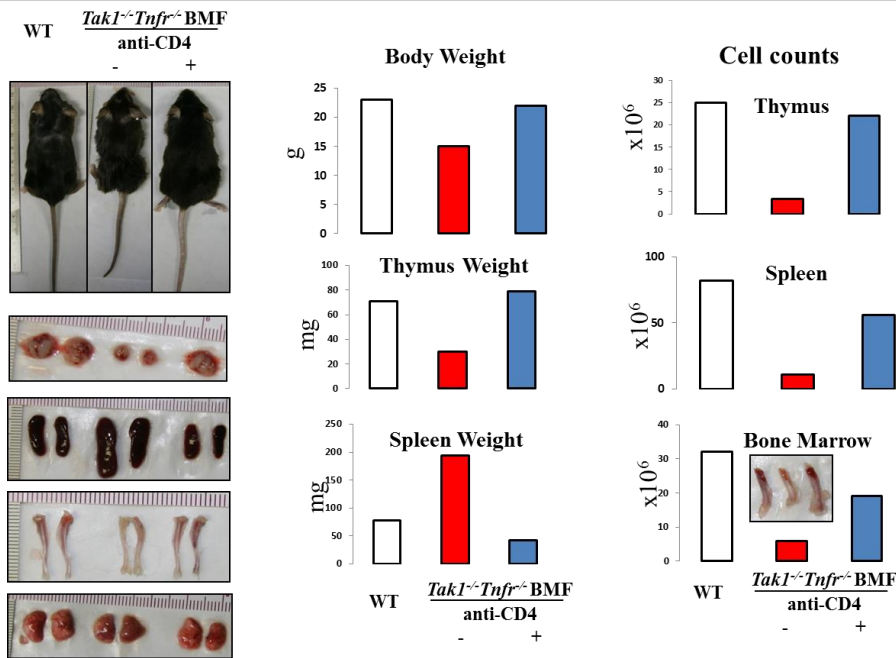 WT
Tak1-/-Tnfr-/- BMF
anti-CD4
- +
Body Weight
g
25
20
15
10
5
0
Thymus Weight
mg
100
80
60
40
20
0
Spleen Weight
mg
250
200
150
100
50
0
WT
Tak1-/-Tnfr-/- BMF
anti-CD4
- +
Cell counts
Thymus
x10^6
30
25
20
15
10
5
0
Spleen
x10^6
100
50
0
Bone Marrow
x10^6
40
30
20
10
0
WT
Tak1-/-Tnfr-/- BMF
anti-CD4
- +